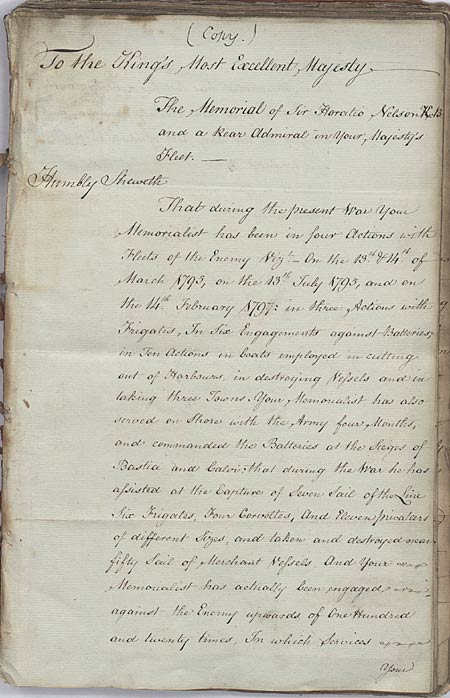 (Copy.)
To the King's Most Excellent Majesty
The Memorial of Sir Horatio Nelson K.B.
and a Rear Admiral in Your Majesty's
Fleet. —
Humbly Sheweth
That during the present War Your
Memorialist has been in four Actions with
Fleets of the Enemy Vizt. — On the 13th. & 14th. of
March 1795, on the 13th July 1795, and on
the 14th. February 1797: in three Actions with
Frigates, In Six Engagements against Batteries,
in Ten Actions in boats employed in cutting
out of Harbours, in destroying Vessels and in
taking three Towns. Your Memorialist has also
served on Shore with the Army four Months,
and commanded the Batteries at the Sieges of
Bastia and Calvi: that during the War he has
assisted at the Capture of Seven Sail of the Line
Six Frigates, Four Corvettes, And Eleven Privateers
of different Sizes, and taken and destroyed near
fifty Sail of Merchant Vessels. And Your
Memorialist has actually been engaged
against the Enemy upwards of One Hundred
and twenty times. In which Services
Your